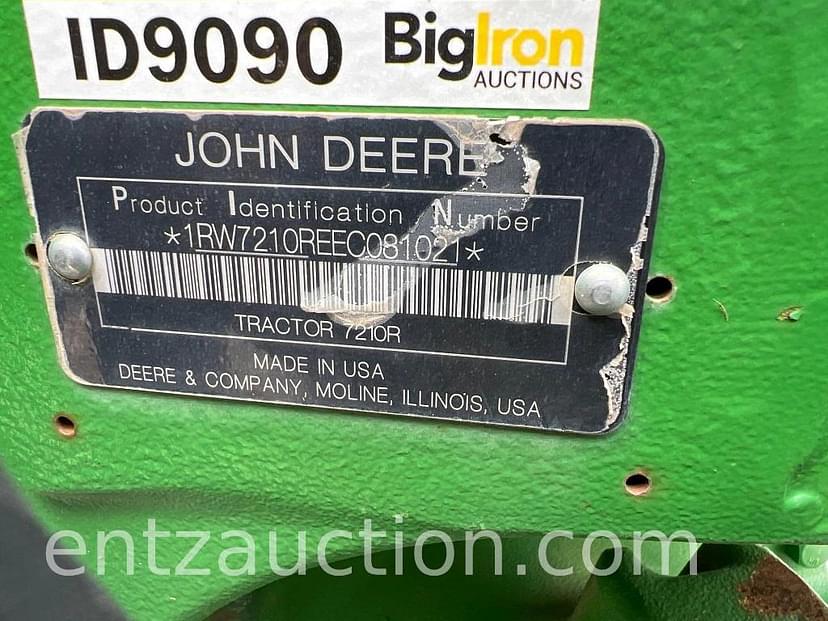 ID9090 BigIron
AUCTIONS
JOHN DEERE
Product Identification Number
*1RW7210REEC081021*
TRACTOR 7210R
MADE IN USA
DEERE & COMPANY, MOLINE, ILLINOIS, USA
entzauction.com